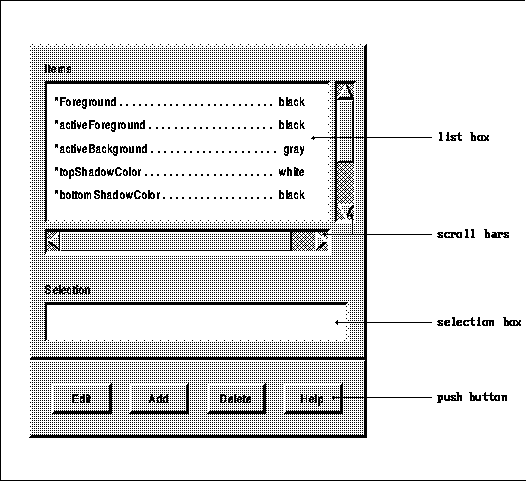 Items
*Foreground . . . . . . . . . . . . . . . . . . . . . . . . . black
*activeForeground . . . . . . . . . . . . . . . . . . . . black
*activeBackground . . . . . . . . . . . . . . . . . . . . . gray
*topShadowColor . . . . . . . . . . . . . . . . . . . . . white
*bottomShadowColor . . . . . . . . . . . . . . . . . . black
list box
scroll bars
Selection
selection box
Edit Add Delete Help
push button